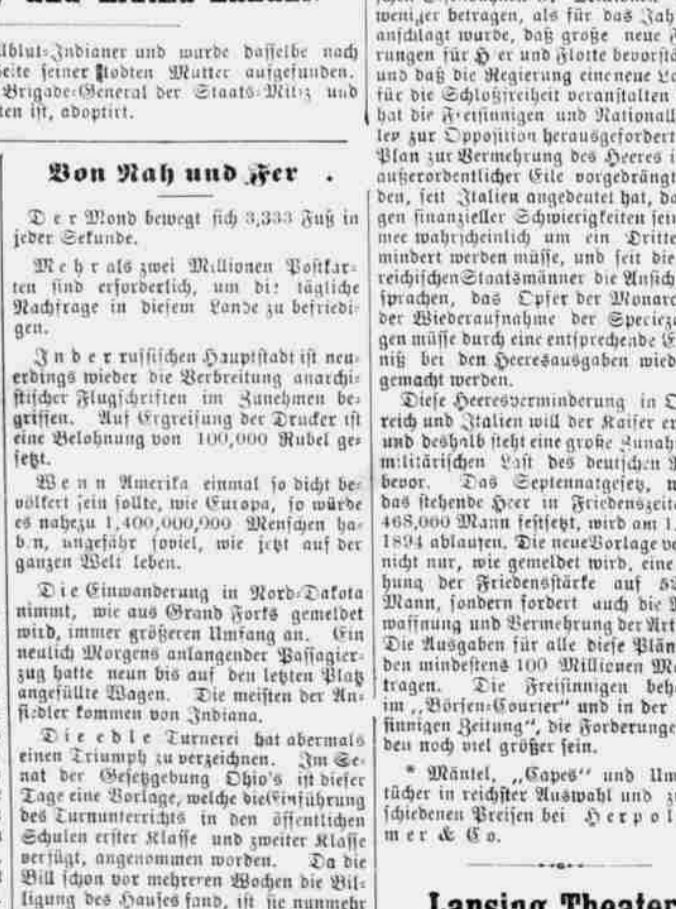 lblut-Indianer und wurde dasselbe nach
seite seiner todten Mutter aufgefunden.
Brigade-General der Staats-Miliz und
ten ist, adoptirt.
Von Nah und Fer .
Der Mond bewegt sich 3,333 Fuß in
jeder Sekunde.
Mehr als zwei Millionen Postkar-
ten sind erforderlich, um die tägliche
Nachfrage in diesem Lande zu befriedi-
gen.
In der russischen Hauptstadt ist neu-
erdings wieder die Verbreitung anarchi-
stischer Flugschriften im Zunehmen be-
griffen. Auf Ergreifung der Drucker ist
eine Belohnung von 100,000 Rubel ge-
setzt.
Wenn Amerika einmal so dicht be-
völkert sein sollte, wie Europa, so würde
es nahezu 1,400,000,000 Menschen ha-
b.n, ungefähr soviel, wie jetzt auf der
ganzen Welt leben.
Die Einwanderung in Nord-Dakota
nimmt, wie aus Grand Forks gemeldet
wird, immer größeren Umfang an. Ein
neulich Morgens anlangender Passagier-
zug hatte neun bis auf den letzten Platz
angefüllte Wagen. Die meisten der An-
siedler kommen von Indiana.
Die edle Turnerei hat abermals
einen Triumph zu verzeichnen. Im Se-
nat der Gesetzgebung Ohio's ist dieser
Tage eine Vorlage, welche die Einführung
des Turnunterrichts in den öffentlichen
Schulen erster Klasse und zweiter Klasse
verfügt, angenommen worden. Da die
Bill schon vor mehreren Wochen die Bil-
ligung des Hauses fand, ist sie nunmehr
weniger betragen, als für das Jah
anschlagt wurde, daß große neue
rungen für H er und Flotte bevorstä
und daß die Regierung eine neue Lo
für die Schloßfreiheit veranstalten
hat die Freisinnigen und Nationall
len zur Opposition herausgefordert
Plan zur Vermehrung des Heeres i
außerordentlicher Eile vorgedrängt
den, seit Italien angedeutet hat, da
gen finanzieller Schwierigkeiten sein
mee wahrscheinlich um ein Dritte
mindert werden müsse, und seit die
reichischen Staatsmänner die Ansich
sprachen, das Opfer der Monarc
der Wiederaufnahme der Specieza
gen müsse durch eine entsprechende E
niß bei den Heeresausgaben wied
gemacht werden.
Diese Heeresverminderung in O
reich und Italien will der Kaiser er
und deshalb steht eine große Zunah
militärischen Last des deutschen
bevor. Das Septennatgesetz,
das stehende Heer in Friedenszeite
468,000 Mann festsetzt, wird am 1.
1894 ablaufen. Die neue Vorlage ve
nicht nur, wie gemeldet wird, eine
hung der Friedensstärke auf
Mann, sondern fordert auch die
waffnung und Vermehrung der Art
Die Ausgaben für alle diese Plän
den mindestens 100 Millionen Ma
tragen. Die Freisinnigen beh
im „Börsen-Courier“ und in der
sinnigen Zeitung“, die Forderunge
den noch viel größer sein.
* Mäntel, „Capes“ und Um
tücher in reichster Auswahl und z
schiedenen Preisen bei Herpol
mer & Co.
Lansing Theater